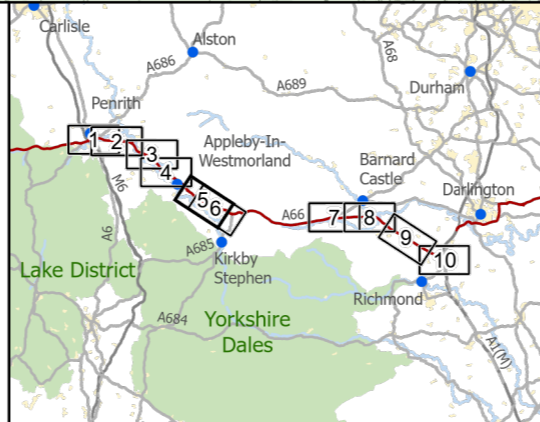 Carlisle
Alston
A686
A68
A689
Durham
Penrith
1
2
3
4
Appleby-In-
Westmorland
5
6
Barnard
Castle
Darlington
A66
7
8
9
10
M6
A6
A685
Kirkby
Stephen
Lake District
Richmond
A684
Yorkshire
Dales
A1(M)